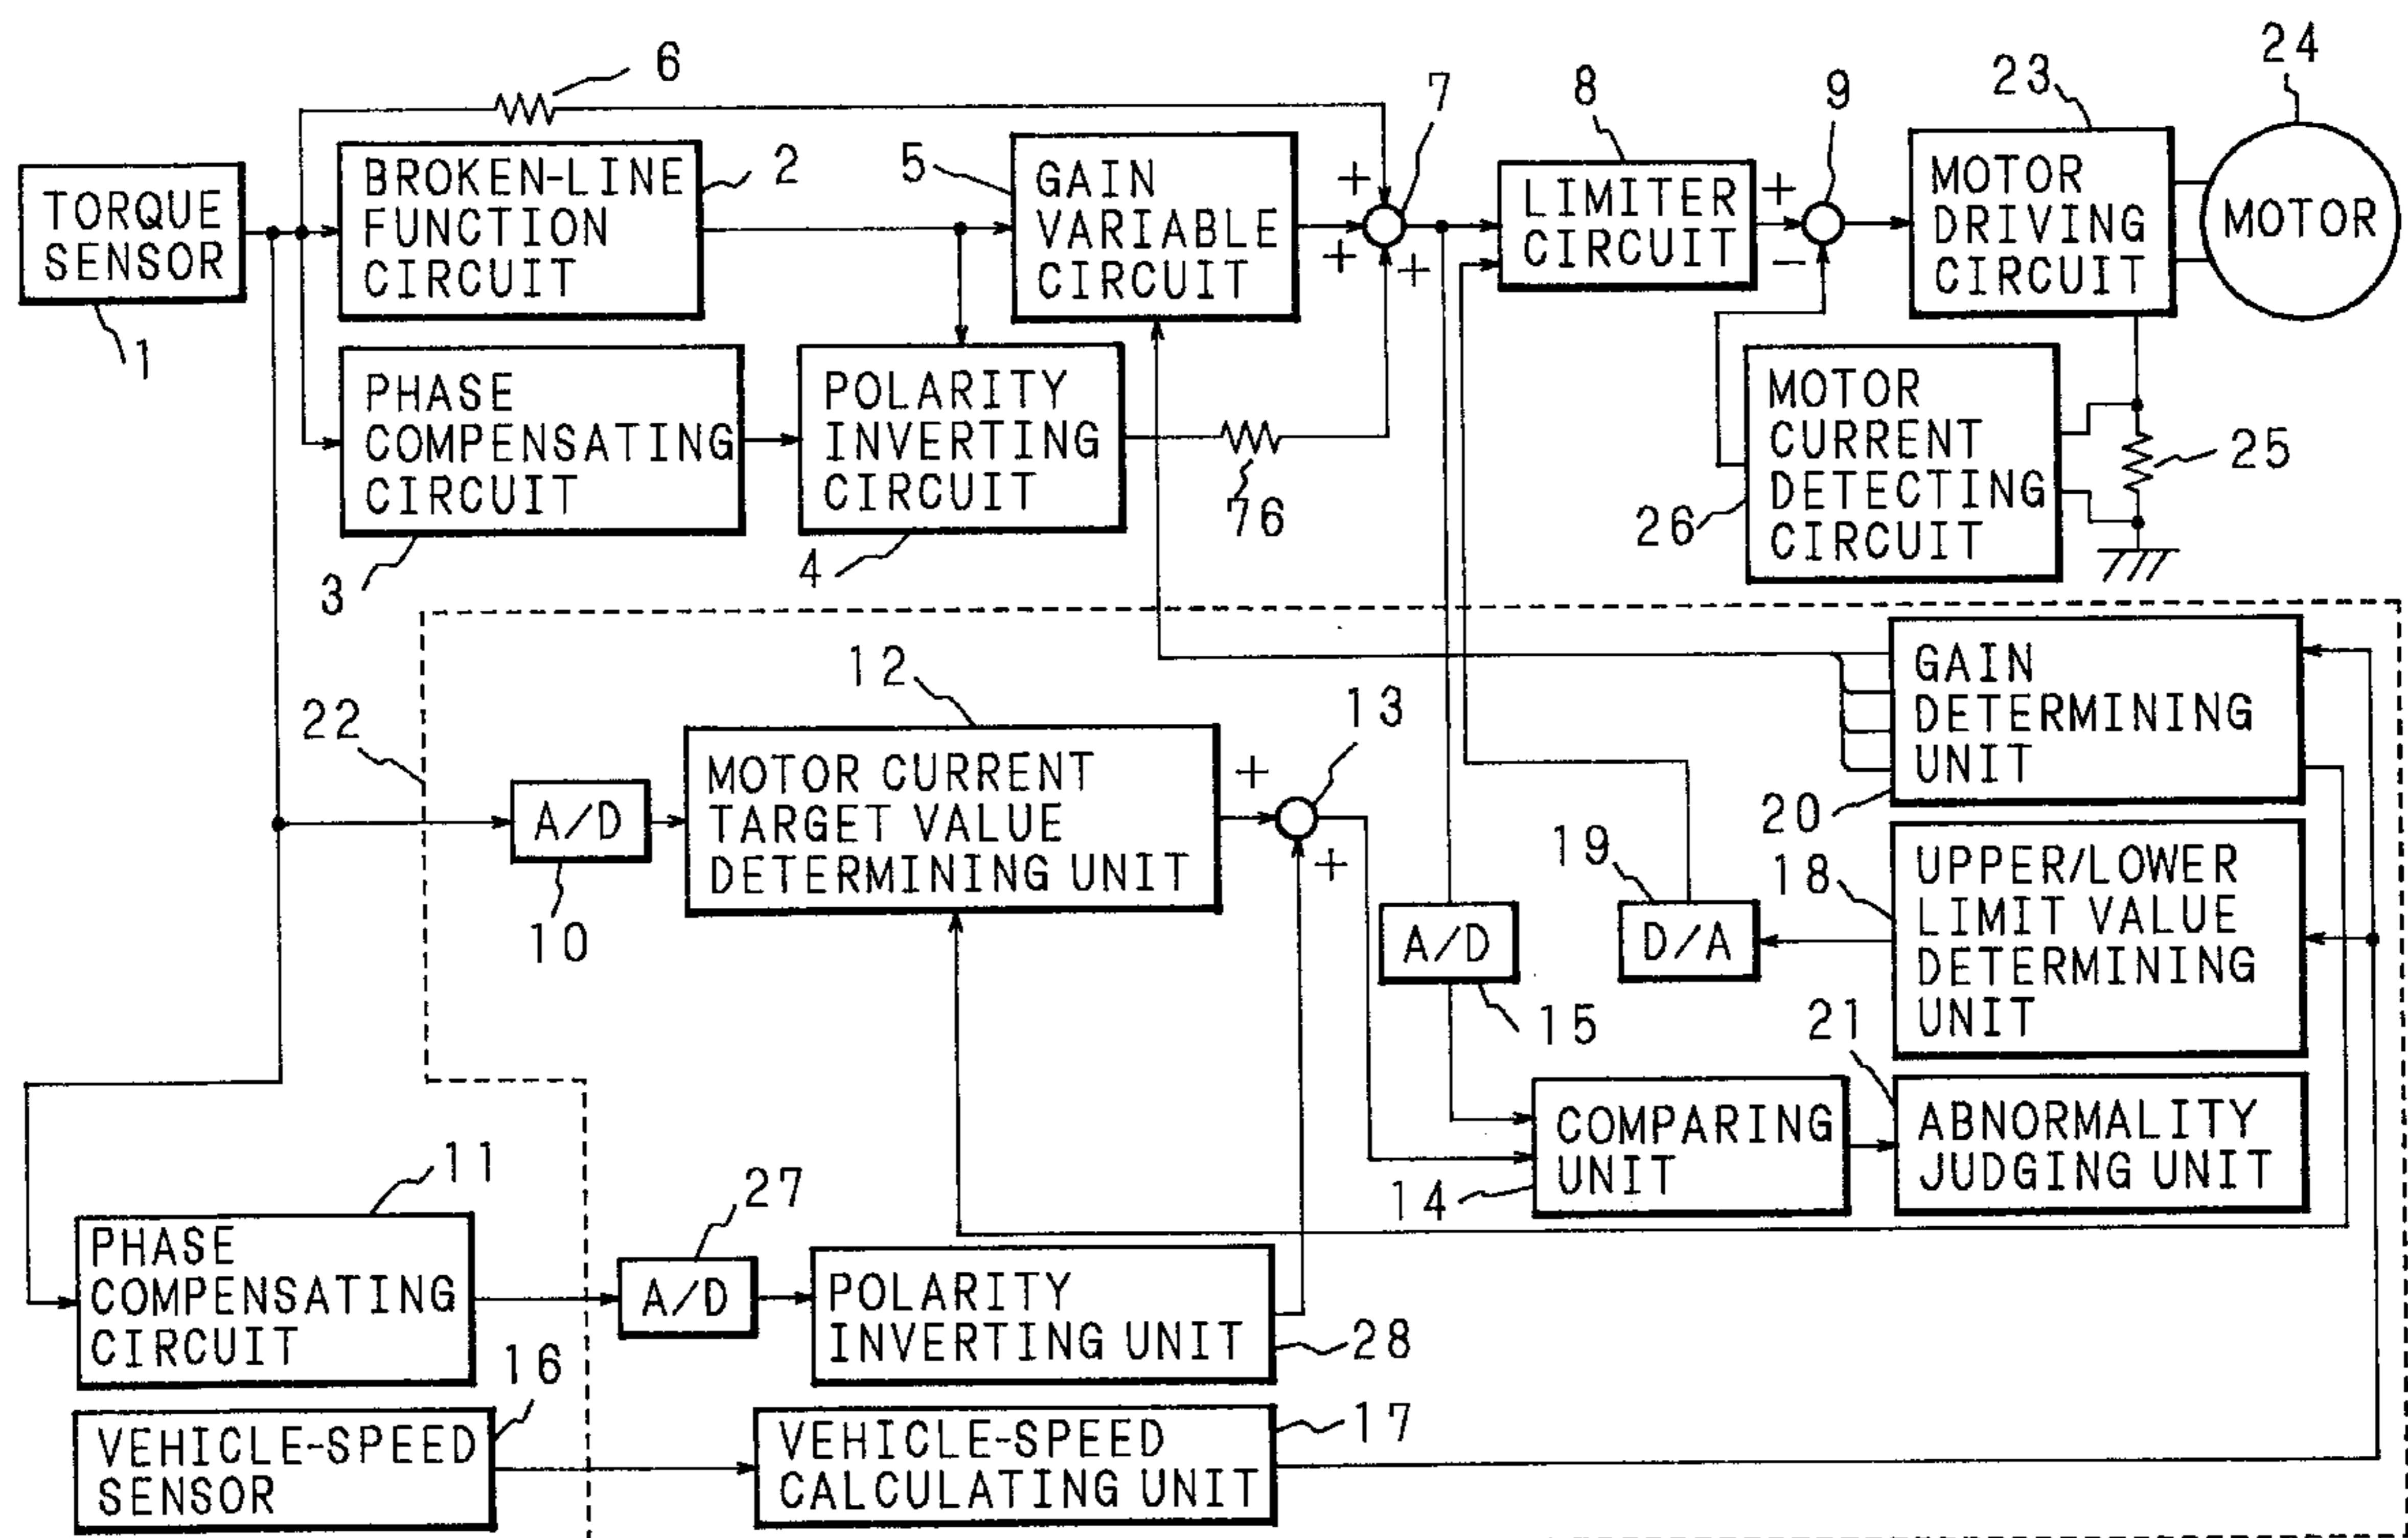 6
7
8
9
23
24
TORQUE
SENSOR
1
BROKEN-LINE
FUNCTION
CIRCUIT
2
5
GAIN
VARIABLE
CIRCUIT
+
+
+
LIMITER
CIRCUIT
+
−
MOTOR
DRIVING
CIRCUIT
MOTOR
PHASE
COMPENSATING
CIRCUIT
3
POLARITY
INVERTING
CIRCUIT
4
76
MOTOR
CURRENT
DETECTING
CIRCUIT
26
25
22
12
13
MOTOR CURRENT
TARGET VALUE
DETERMINING UNIT
+
+
A/D
10
GAIN
DETERMINING
UNIT
20
19
18
UPPER/LOWER
LIMIT VALUE
DETERMINING
UNIT
A/D
15
D/A
21
COMPARING
UNIT
14
ABNORMALITY
JUDGING UNIT
11
PHASE
COMPENSATING
CIRCUIT
27
A/D
POLARITY
INVERTING UNIT
28
16
VEHICLE-SPEED
SENSOR
VEHICLE-SPEED
CALCULATING UNIT
17